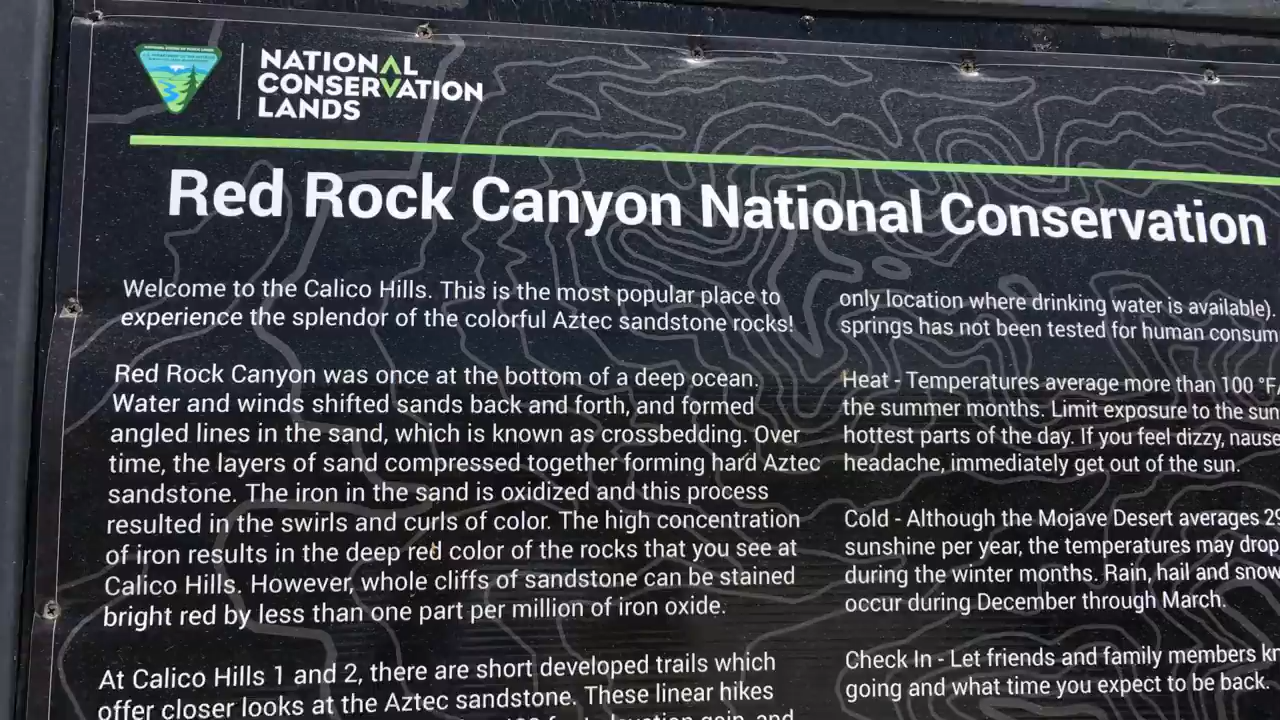 NATIONAL
CONSERVATION
LANDS
Red Rock Canyon National Conservation
Welcome to the Calico Hills. This is the most popular place to
experience the splendor of the colorful Aztec sandstone rocks!
Red Rock Canyon was once at the bottom of a deep ocean.
Water and winds shifted sands back and forth, and formed
angled lines in the sand, which is known as crossbedding. Over
time, the layers of sand compressed together forming hard Aztec
sandstone. The iron in the sand is oxidized and this process
resulted in the swirls and curls of color. The high concentration
of iron results in the deep red color of the rocks that you see at
Calico Hills. However, whole cliffs of sandstone can be stained
bright red by less than one part per million of iron oxide.
At Calico Hills 1 and 2, there are short developed trails which
offer closer looks at the Aztec sandstone. These linear hikes
only location where drinking water is available).
springs has not been tested for human consum
Heat - Temperatures average more than 100 °F
the summer months. Limit exposure to the sun
hottest parts of the day. If you feel dizzy, nause
headache, immediately get out of the sun.
Cold - Although the Mojave Desert averages 29
sunshine per year, the temperatures may drop
during the winter months. Rain, hail and snow
occur during December through March.
Check In - Let friends and family members kn
going and what time you expect to be back.